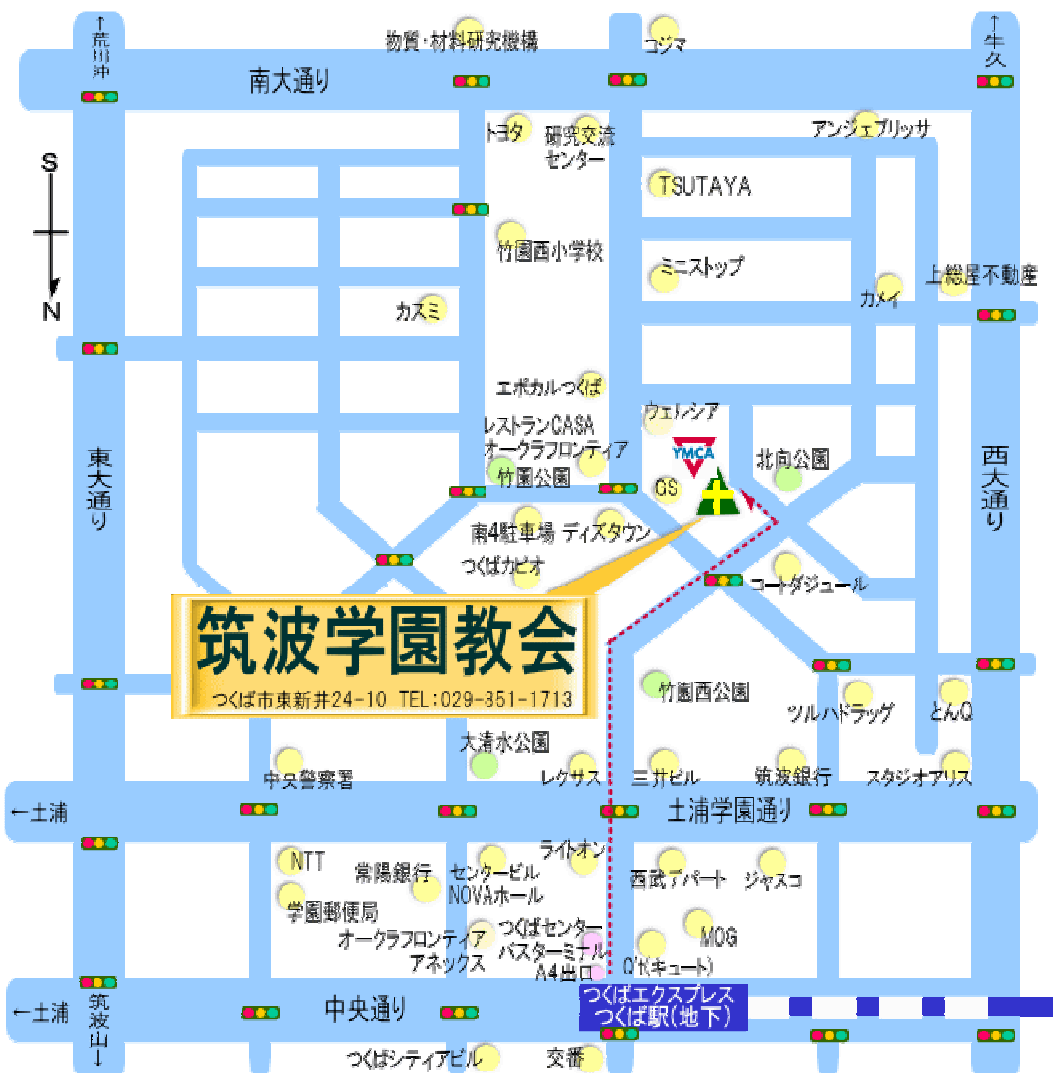 ↑荒川沖
物質・材料研究機構
コジマ
↑牛久
南大通り
トヨタ
研究交流
センター
アンジェブリッサ
S
N
TSUTAYA
竹園西小学校
ミニストップ
上総屋不動産
カスミ
カメイ
エポカルつくば
レストランCASA
オークラフロンティア
竹園公園
ウェルシア
YMCA
GS
北向公園
東大通り
西大通り
南4駐車場
デイズタウン
つくばカピオ
コートダジュール
筑波学園教会
つくば市東新井24-10 TEL:029-851-1713
竹園西公園
ツルハドラッグ
とんQ
大清水公園
中央警察署
レクサス
三井ビル
筑波銀行
スタジオアリス
←土浦
土浦学園通り
NTT
学園郵便局
常陽銀行
センタービル
NOVAホール
ライトオン
西武デパート
ジャスコ
オークラフロンティア
アネックス
つくばセンター
バスターミナル
A4出口
MOG
Q't(キュート)
←土浦
筑波山→
中央通り
つくばエクスプレス
つくば駅(地下)
つくばシティアビル
交番